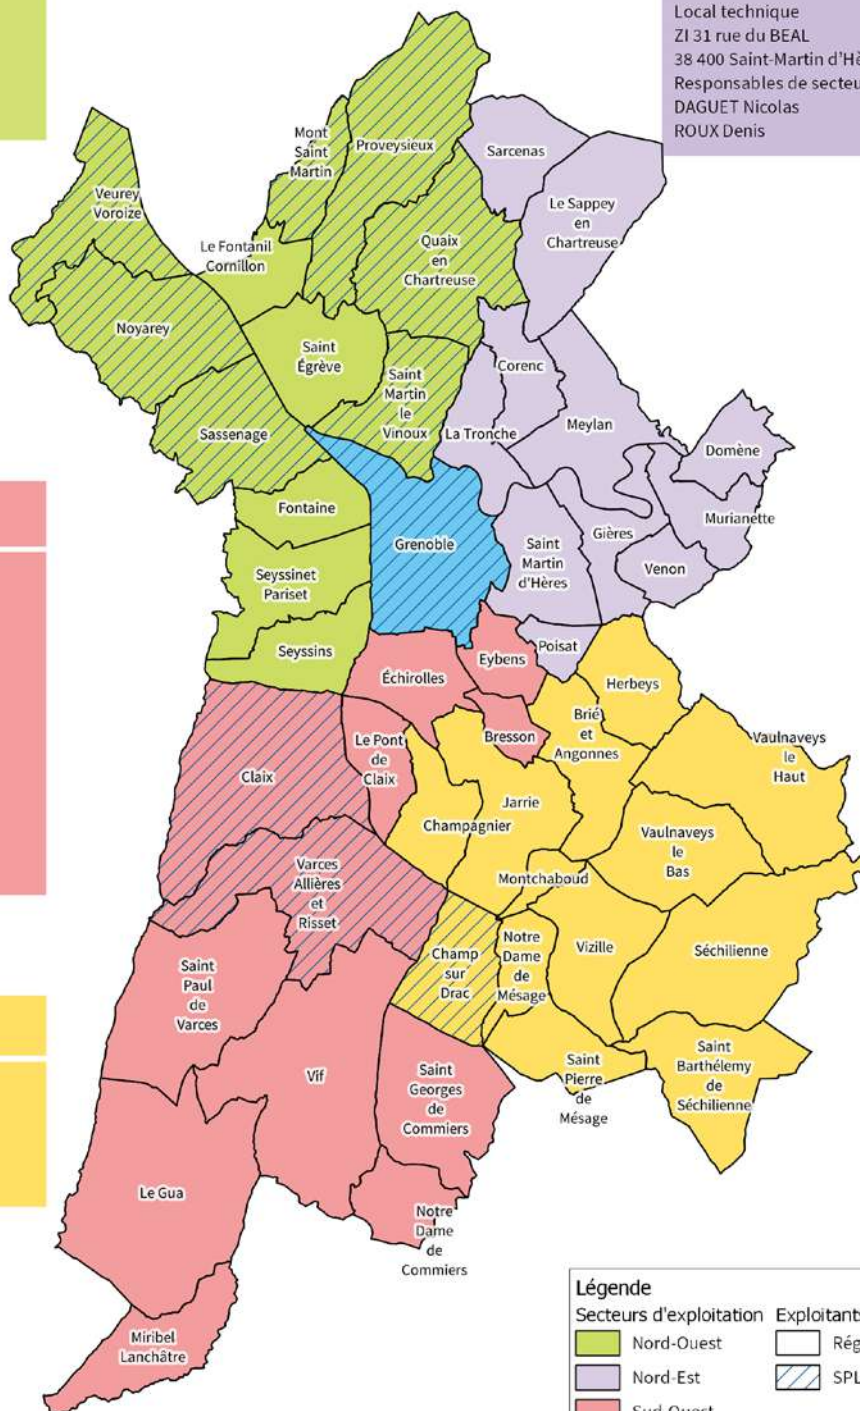 Local technique
ZI 31 rue du BEAL
38 400 Saint-Martin d'Hè
Responsables de secteu
DAGUET Nicolas
ROUX Denis
Mont
Saint
Martin
Proveysieux
Sarcenas
Veurey
Voroize
Le Sappey
en
Chartreuse
Le Fontanil
Cornillon
Quaix
en
Chartreuse
Noyarey
Saint
Égrève
Corenc
Saint
Martin
le
Vinoux
Sassenage
La Tronche
Meylan
Domène
Fontaine
Murianette
Grenoble
Saint
Martin
d'Hères
Gières
Venon
Seyssinet
Pariset
Seyssins
Poisat
Eybens
Échirolles
Herbeys
Brié
et
Angonnes
Le Pont
de
Claix
Bresson
Vaulnaveys
le
Haut
Claix
Jarrie
Champagnier
Vaulnaveys
le
Bas
Varces
Allières
et
Risset
Montchaboud
Champ
sur
Drac
Notre
Dame
de
Mésage
Vizille
Séchilienne
Saint
Paul
de
Varces
Vif
Saint
Georges
de
Commiers
Saint
Pierre
de
Mésage
Saint
Barthélemy
de
Séchilienne
Le Gua
Notre
Dame
de
Commiers
Miribel
Lanchâtre
Légende
Secteurs d'exploitation
Exploitants
Nord-Ouest
Rég
Nord-Est
SPL
Sud-Ouest